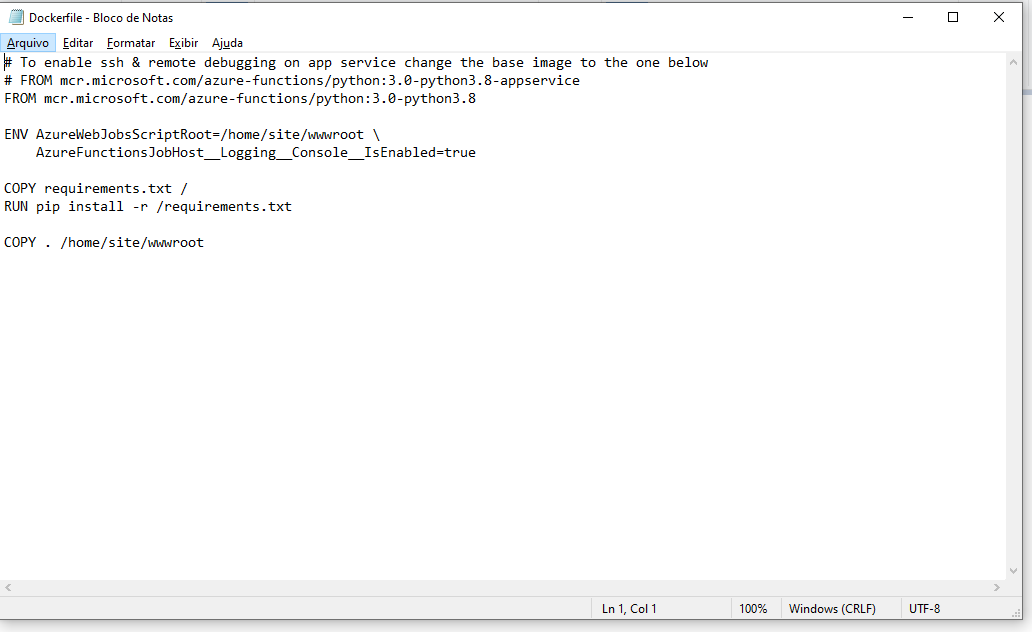 Dockerfile - Bloco de Notas
Arquivo Editar Formatar Exibir Ajuda
# To enable ssh & remote debugging on app service change the base image to the one below
# FROM mcr.microsoft.com/azure-functions/python:3.0-python3.8-appservice
FROM mcr.microsoft.com/azure-functions/python:3.0-python3.8
ENV AzureWebJobsScriptRoot=/home/site/wwwroot \
AzureFunctionsJobHost__Logging__Console__IsEnabled=true
COPY requirements.txt /
RUN pip install -r /requirements.txt
COPY . /home/site/wwwroot
Ln 1, Col 1 100% Windows (CRLF) UTF-8